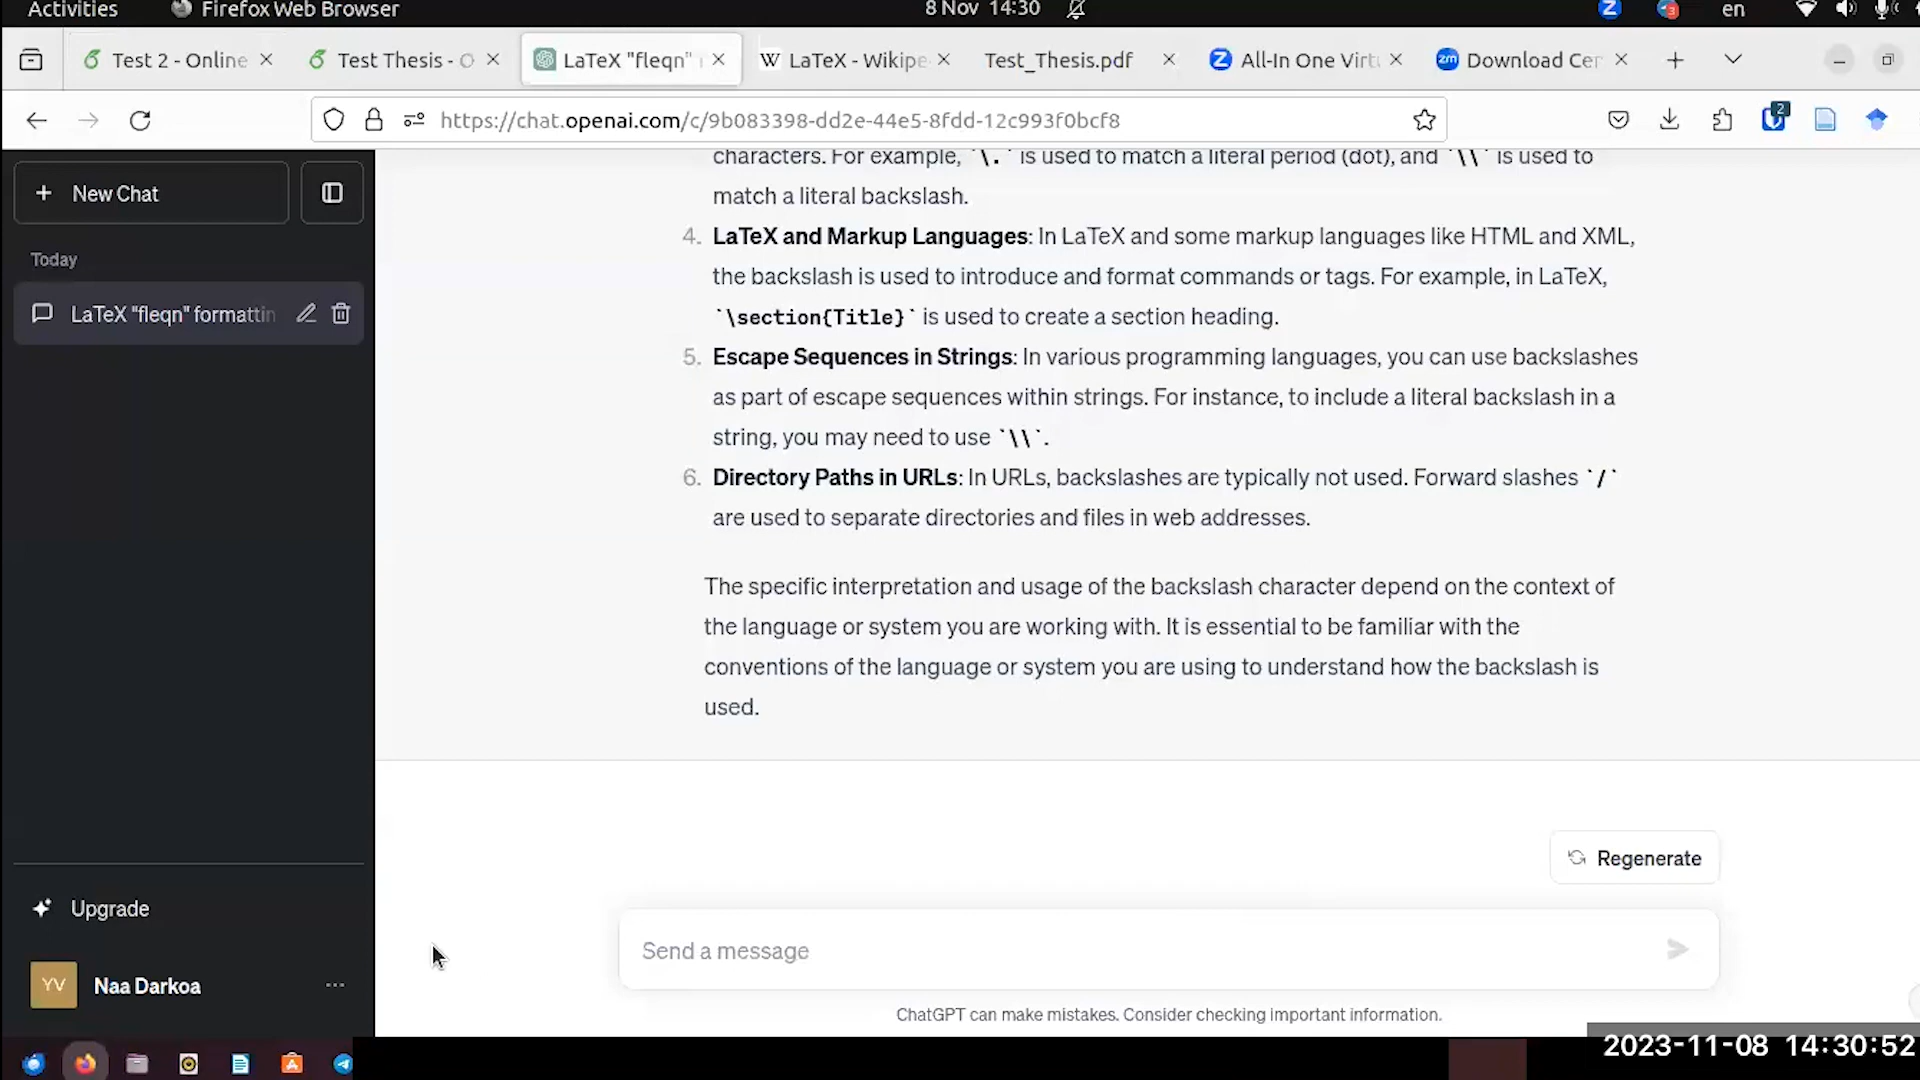 Activities
Firefox Web Browser
8 Nov 14:30
Z
3
en
Test 2 - Online
Test Thesis - O
LaTeX "fleqn"
W LaTeX - Wikipe
Test_Thesis.pdf
Z All-In One Virtu
zm Download Cer
https://chat.openai.com/c/9b083398-dd2e-44e5-8fdd-12c993f0bcf8
2
New Chat
Today
LaTeX "fleqn" formattin
characters. For example, `\.` is used to match a literal period (dot), and `\\` is used to
match a literal backslash.
4. LaTeX and Markup Languages: In LaTeX and some markup languages like HTML and XML,
the backslash is used to introduce and format commands or tags. For example, in LaTeX,
`\section{Title}` is used to create a section heading.
5. Escape Sequences in Strings: In various programming languages, you can use backslashes
as part of escape sequences within strings. For instance, to include a literal backslash in a
string, you may need to use `\\`.
6. Directory Paths in URLs: In URLs, backslashes are typically not used. Forward slashes `/`
are used to separate directories and files in web addresses.
The specific interpretation and usage of the backslash character depend on the context of
the language or system you are working with. It is essential to be familiar with the
conventions of the language or system you are using to understand how the backslash is
used.
Regenerate
Upgrade
Send a message
YV
Naa Darkoa
ChatGPT can make mistakes. Consider checking important information.
2023-11-08 14:30:52